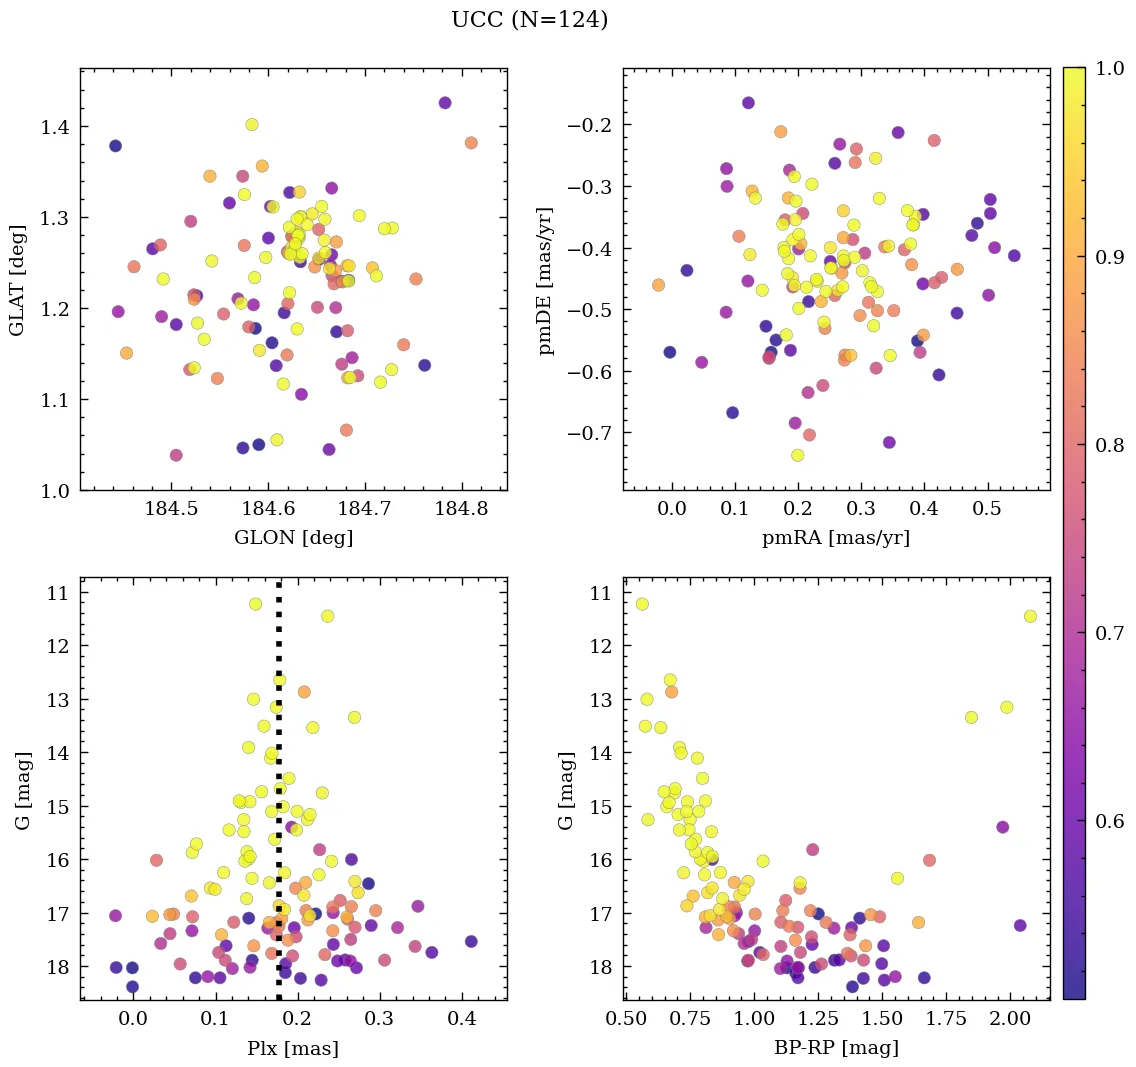 UCC (N=124)
1.4
1.3
1.2
1.1
1.0
GLAT [deg]
184.5 184.6 184.7 184.8
GLON [deg]
−0.2
−0.3
−0.4
−0.5
−0.6
−0.7
pmDE [mas/yr]
0.0 0.1 0.2 0.3 0.4 0.5
pmRA [mas/yr]
1.0
0.9
0.8
0.7
0.6
11
12
13
14
15
16
17
18
G [mag]
0.0 0.1 0.2 0.3 0.4
Plx [mas]
11
12
13
14
15
16
17
18
G [mag]
0.50 0.75 1.00 1.25 1.50 1.75 2.00
BP-RP [mag]